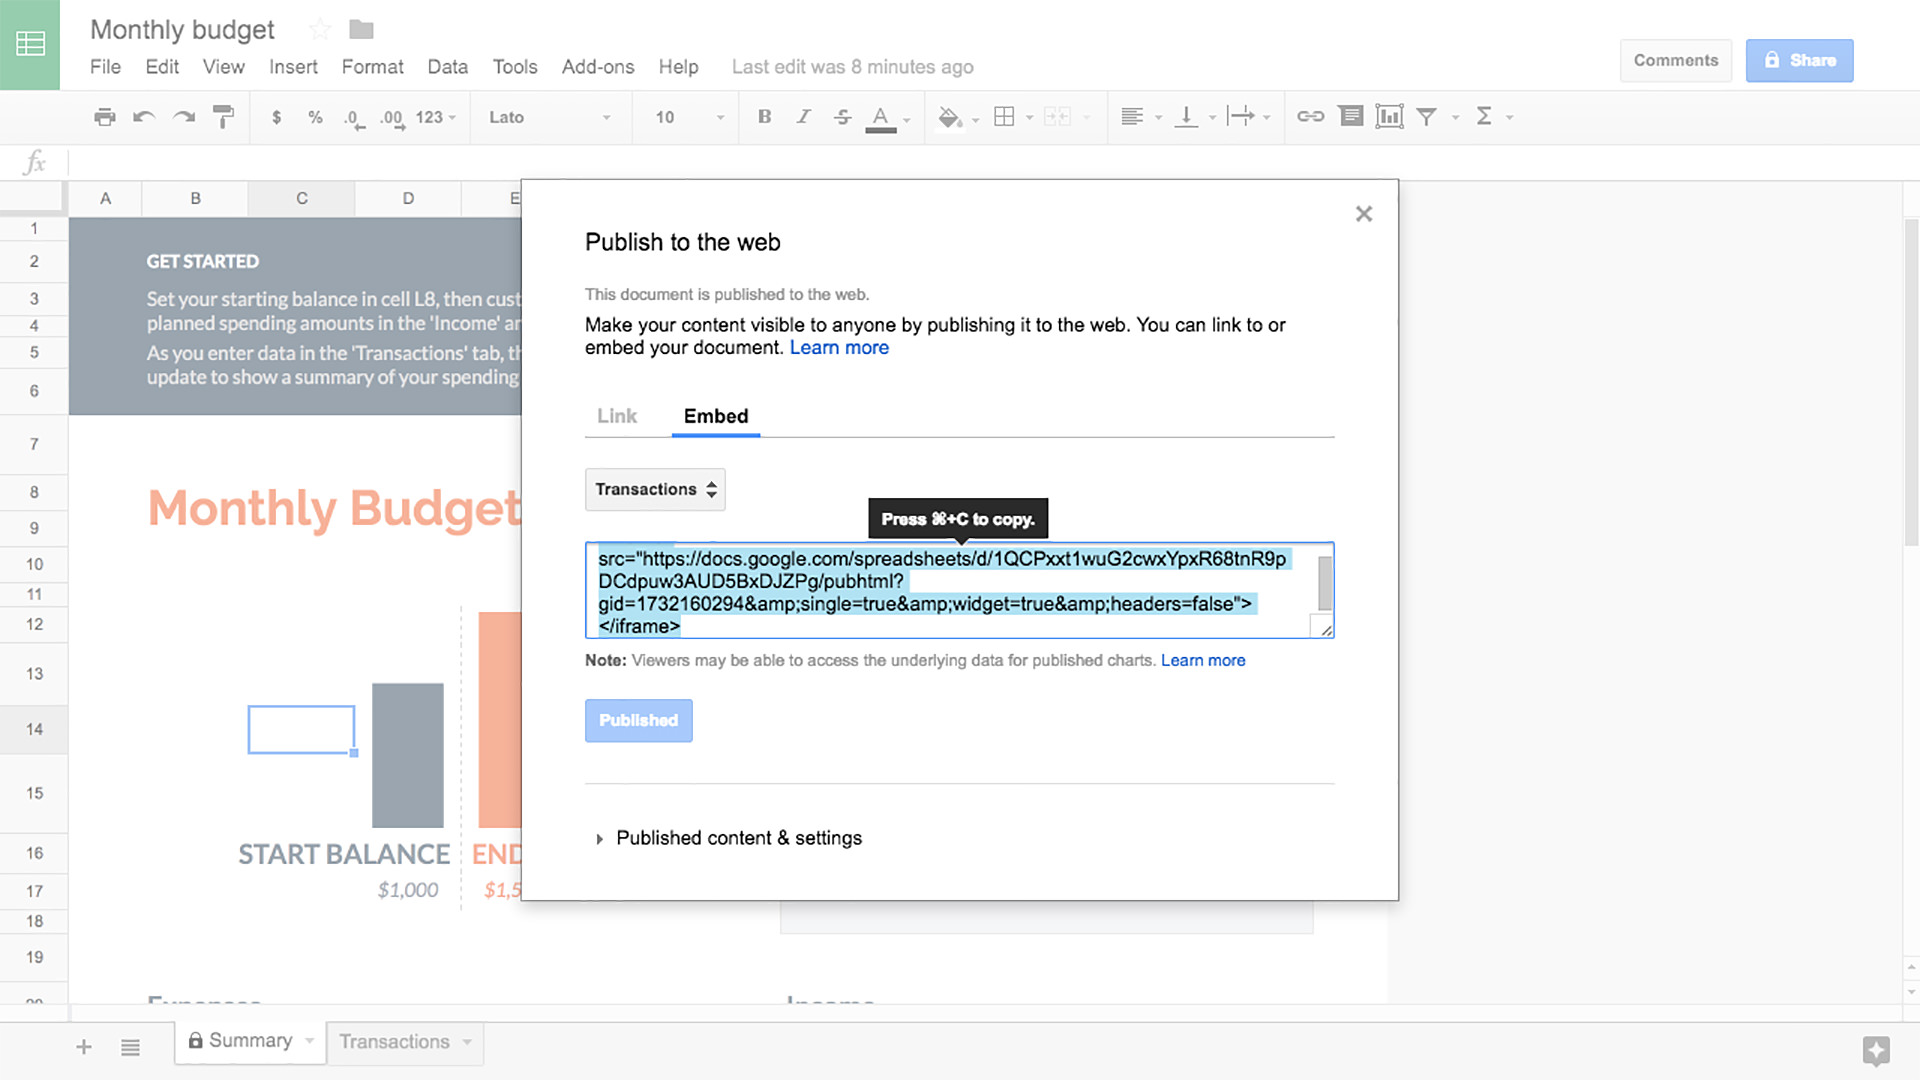 Monthly budget
File Edit View Insert Format Data Tools Add-ons Help Last edit was 8 minutes ago
Comments
Share
$ % .0 .00 123 Lato 10 B I S A Σ
fx
A B C D E
1
2
3
4
5
6
7
8
9
10
11
12
13
14
15
16
17
18
19
20
GET STARTED
Set your starting balance in cell L8, then cust
planned spending amounts in the 'Income' an
As you enter data in the 'Transactions' tab, th
update to show a summary of your spending
Monthly Budget
START BALANCE
$1,000
END
$1,5
Expenses
Income
Publish to the web
This document is published to the web.
Make your content visible to anyone by publishing it to the web. You can link to or
embed your document. Learn more
Link Embed
Transactions
Press ⌘+C to copy.
src="https://docs.google.com/spreadsheets/d/1QCPxxt1wuG2cwxYpxR68tnR9p
DCdpuw3AUD5BxDJZPg/pubhtml?
gid=1732160294&amp;single=true&amp;widget=true&amp;headers=false">
</iframe>
Note: Viewers may be able to access the underlying data for published charts. Learn more
Published
Published content & settings
Summary
Transactions